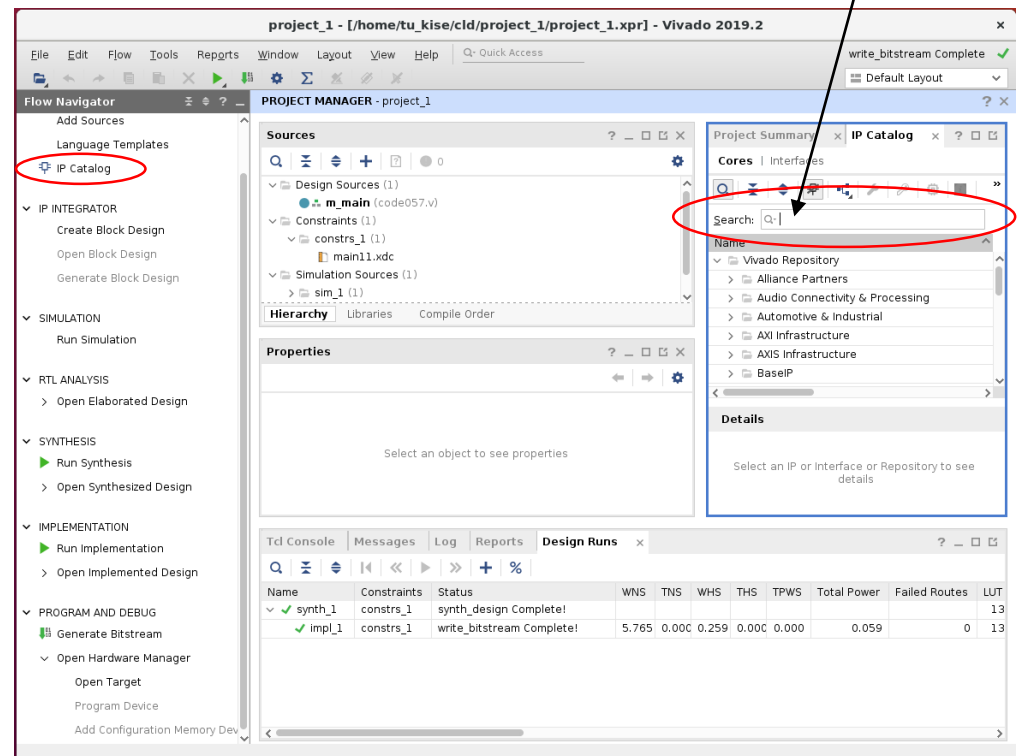 project_1 - [/home/tu_kise/cld/project_1/project_1.xpr] - Vivado 2019.2
File Edit Flow Tools Reports Window Layout View Help Quick Access write_bitstream Complete
Default Layout
Flow Navigator
Add Sources
Language Templates
IP Catalog
IP INTEGRATOR
Create Block Design
Open Block Design
Generate Block Design
SIMULATION
Run Simulation
RTL ANALYSIS
Open Elaborated Design
SYNTHESIS
Run Synthesis
Open Synthesized Design
IMPLEMENTATION
Run Implementation
Open Implemented Design
PROGRAM AND DEBUG
Generate Bitstream
Open Hardware Manager
Open Target
Program Device
Add Configuration Memory Dev
PROJECT MANAGER - project_1
Sources
0
Design Sources (1)
m_main (code057.v)
Constraints (1)
constrs_1 (1)
main11.xdc
Simulation Sources (1)
sim_1 (1)
Hierarchy Libraries Compile Order
Properties
Select an object to see properties
Project Summary IP Catalog
Cores | Interfaces
Search:
Name
Vivado Repository
Alliance Partners
Audio Connectivity & Processing
Automotive & Industrial
AXI Infrastructure
AXIS Infrastructure
BaseIP
Details
Select an IP or Interface or Repository to see
details
Tcl Console Messages Log Reports Design Runs
Name Constraints Status WNS TNS WHS THS TPWS Total Power Failed Routes LUT
synth_1 constrs_1 synth_design Complete! 13
impl_1 constrs_1 write_bitstream Complete! 5.765 0.000 0.259 0.000 0.000 0.059 0 13